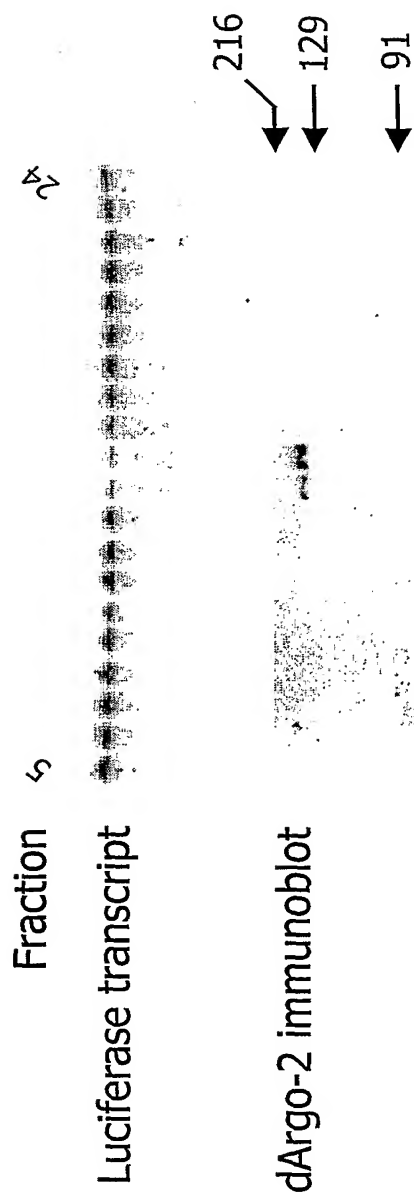 Fraction 5 24
Luciferase transcript
dArgo-2 immunoblot
216
129
91